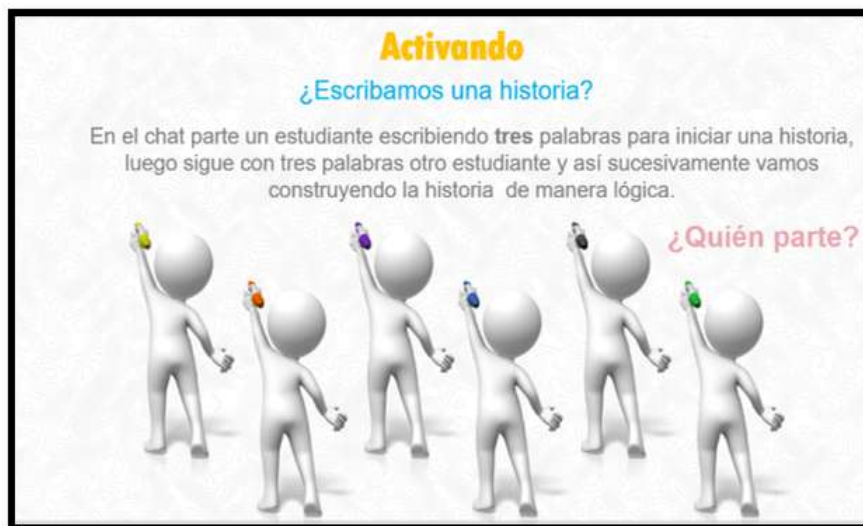 Activando
¿Escribamos una historia?
En el chat parte un estudiante escribiendo tres palabras para iniciar una historia,
luego sigue con tres palabras otro estudiante y así sucesivamente vamos
construyendo la historia de manera lógica.
¿Quién parte?